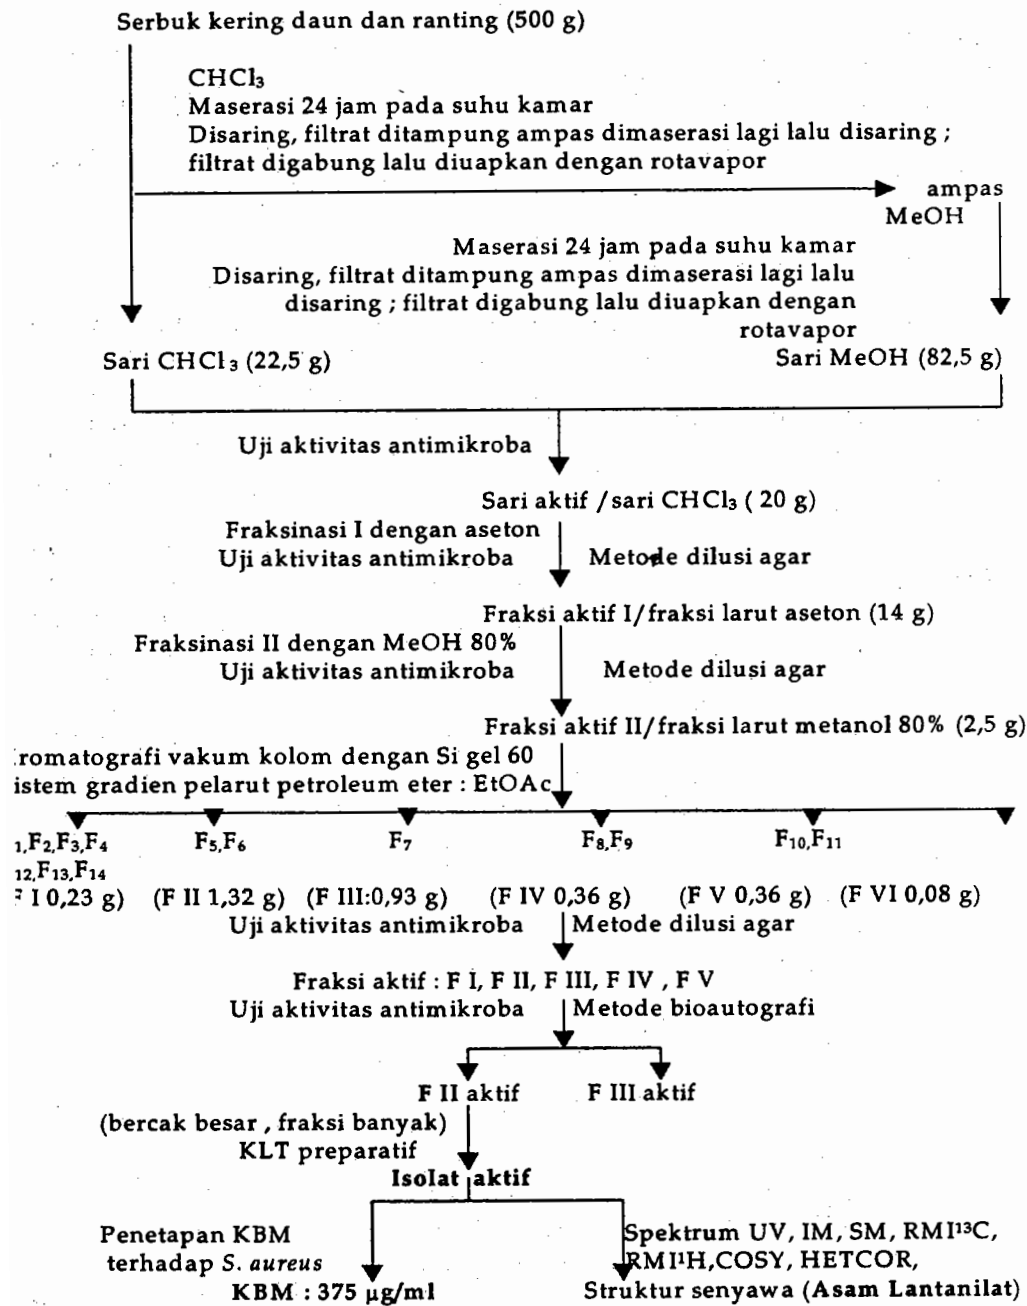 Serbuk kering daun dan ranting (500 g)
CHCl₃
Maserasi 24 jam pada suhu kamar
Disaring, filtrat ditampung ampas dimaserasi lagi lalu disaring ;
filtrat digabung lalu diuapkan dengan rotavapor
ampas
MeOH
Maserasi 24 jam pada suhu kamar
Disaring, filtrat ditampung ampas dimaserasi lagi lalu
disaring ; filtrat digabung lalu diuapkan dengan
rotavapor
Sari CHCl₃ (22,5 g) Sari MeOH (82,5 g)
Uji aktivitas antimikroba
Sari aktif /sari CHCl₃ ( 20 g)
Fraksinasi I dengan aseton
Uji aktivitas antimikroba Metode dilusi agar
Fraksi aktif I/fraksi larut aseton (14 g)
Fraksinasi II dengan MeOH 80%
Uji aktivitas antimikroba Metode dilusi agar
Fraksi aktif II/fraksi larut metanol 80% (2,5 g)
romatografi vakum kolom dengan Si gel 60
istem gradien pelarut petroleum eter : EtOAc
₁,F₂,F₃,F₄ F₅,F₆ F₇ F₈,F₉ F₁₀,F₁₁
₁₂,F₁₃,F₁₄
F I 0,23 g) (F II 1,32 g) (F III:0,93 g) (F IV 0,36 g) (F V 0,36 g) (F VI 0,08 g)
Uji aktivitas antimikroba Metode dilusi agar
Fraksi aktif : F I, F II, F III, F IV , F V
Uji aktivitas antimikroba Metode bioautografi
F II aktif F III aktif
(bercak besar , fraksi banyak)
KLT preparatif
Isolat aktif
Penetapan KBM
terhadap S. aureus
KBM : 375 µg/ml
Spektrum UV, IM, SM, RMI¹³C,
RMI¹H,COSY, HETCOR,
Struktur senyawa (Asam Lantanilat)